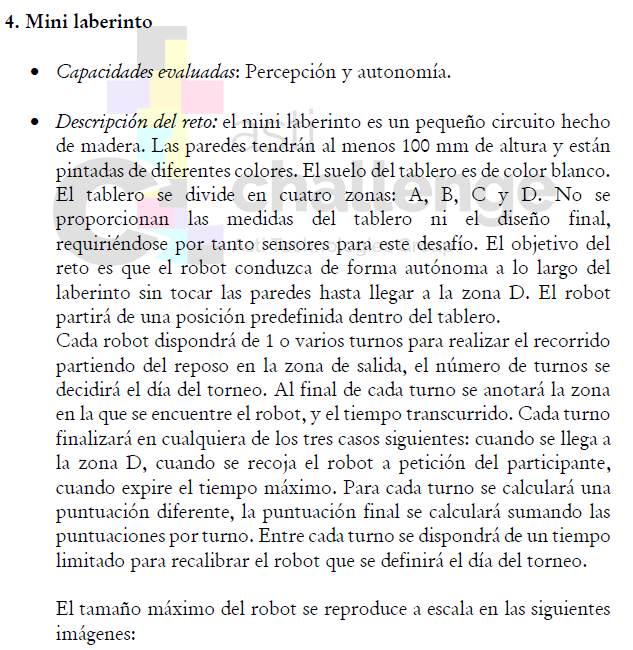 4. Mini laberinto
• Capacidades evaluadas: Percepción y autonomía.
• Descripción del reto: el mini laberinto es un pequeño circuito hecho
de madera. Las paredes tendrán al menos 100 mm de altura y están
pintadas de diferentes colores. El suelo del tablero es de color blanco.
El tablero se divide en cuatro zonas: A, B, C y D. No se
proporcionan las medidas del tablero ni el diseño final,
requiriéndose por tanto sensores para este desafío. El objetivo del
reto es que el robot conduzca de forma autónoma a lo largo del
laberinto sin tocar las paredes hasta llegar a la zona D. El robot
partirá de una posición predefinida dentro del tablero.
Cada robot dispondrá de 1 o varios turnos para realizar el recorrido
partiendo del reposo en la zona de salida, el número de turnos se
decidirá el día del torneo. Al final de cada turno se anotará la zona
en la que se encuentre el robot, y el tiempo transcurrido. Cada turno
finalizará en cualquiera de los tres casos siguientes: cuando se llega a
la zona D, cuando se recoja el robot a petición del participante,
cuando expire el tiempo máximo. Para cada turno se calculará una
puntuación diferente, la puntuación final se calculará sumando las
puntuaciones por turno. Entre cada turno se dispondrá de un tiempo
limitado para recalibrar el robot que se definirá el día del torneo.
El tamaño máximo del robot se reproduce a escala en las siguientes
imágenes:
asti
challenge